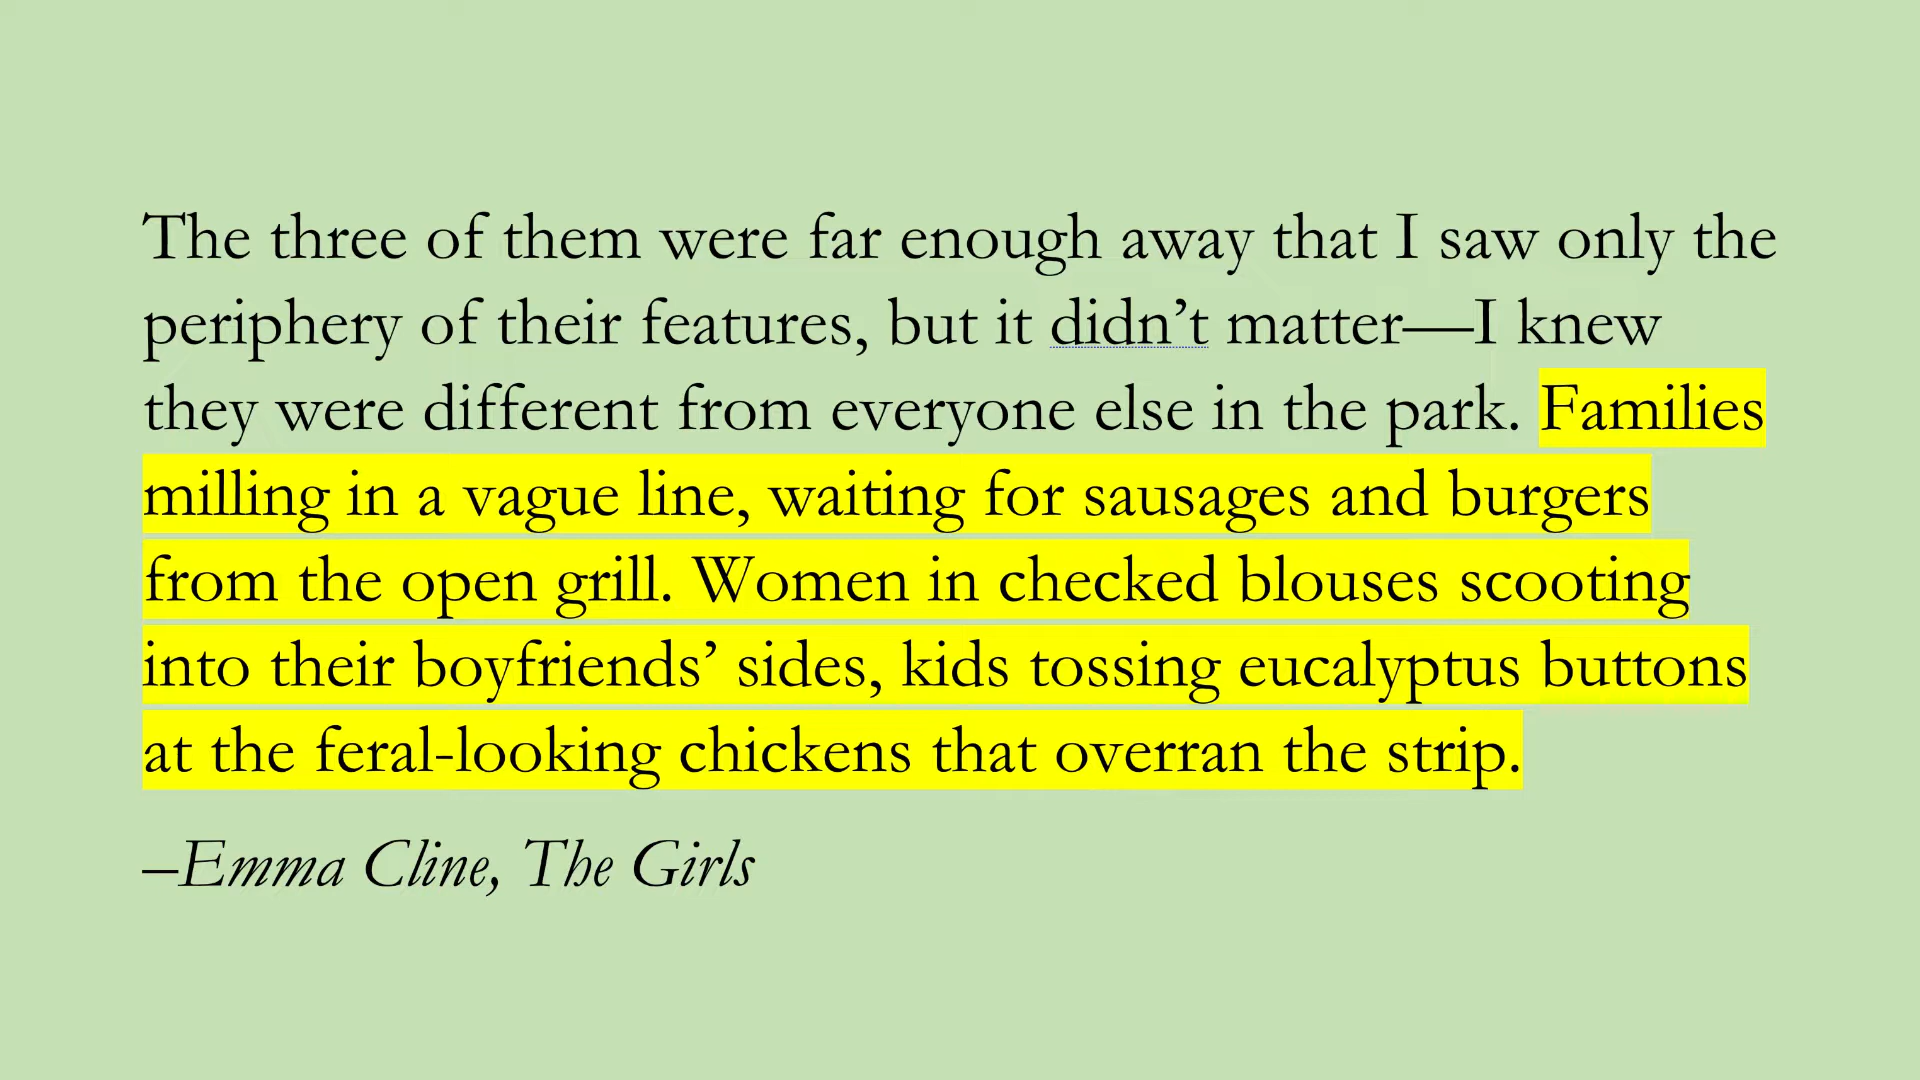 The three of them were far enough away that I saw only the
periphery of their features, but it didn’t matter—I knew
they were different from everyone else in the park. Families
milling in a vague line, waiting for sausages and burgers
from the open grill. Women in checked blouses scooting
into their boyfriends’ sides, kids tossing eucalyptus buttons
at the feral-looking chickens that overran the strip.
–Emma Cline, The Girls